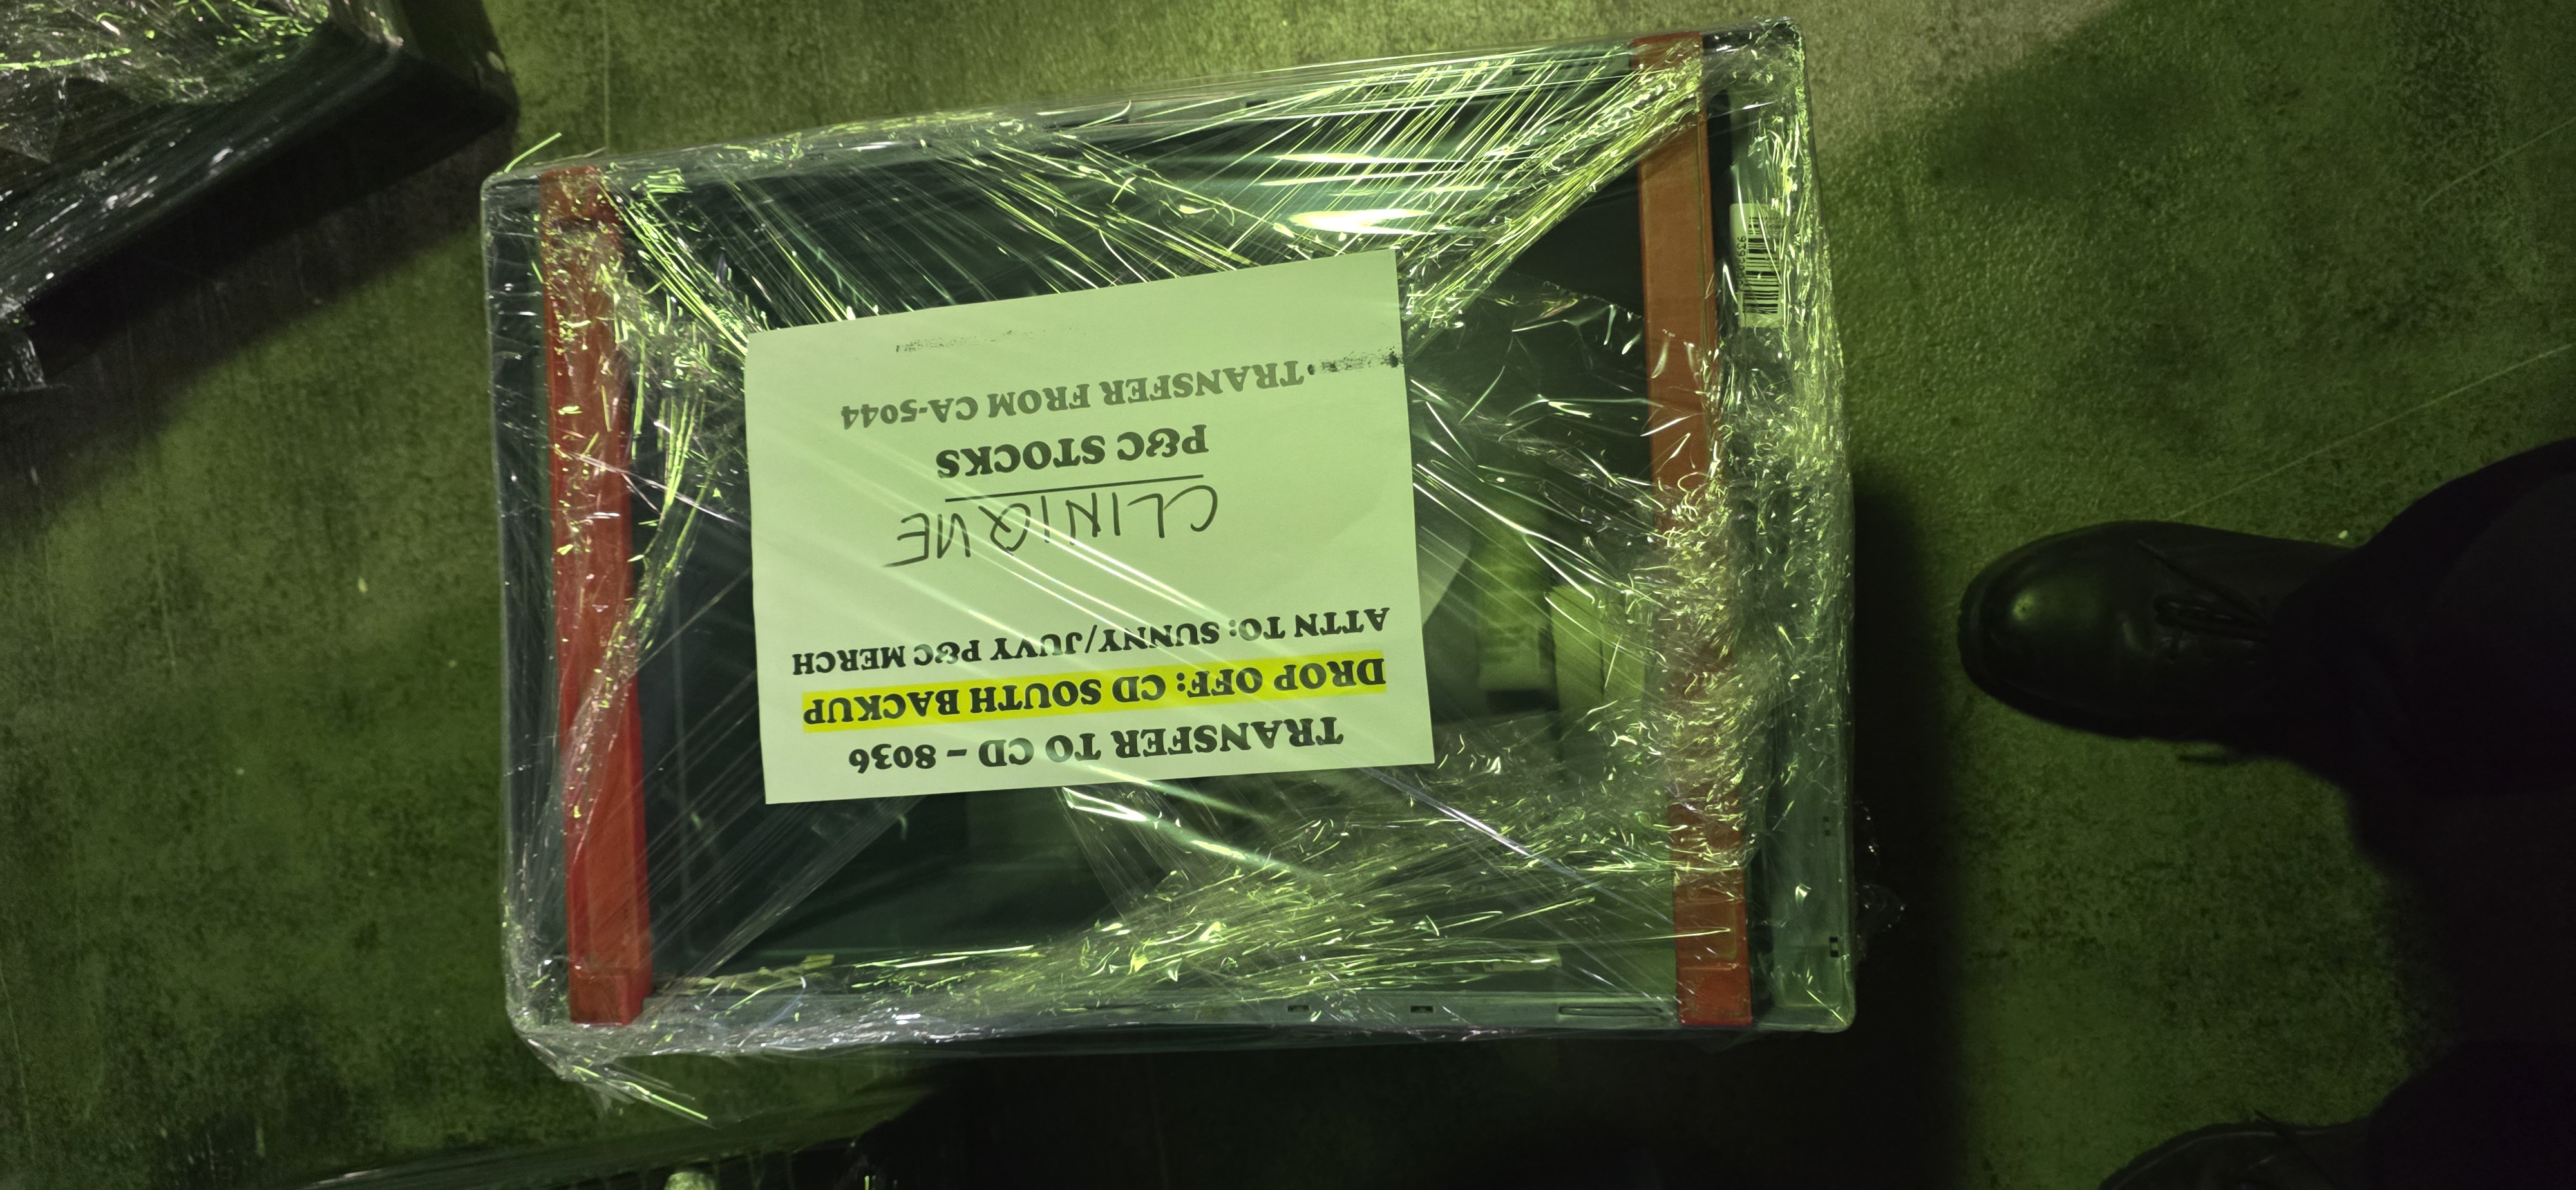 TRANSFER TO CD – 8036
DROP OFF: CD SOUTH BACKUP
ATTN TO: SUNNY/JUVY P&C MERCH
CLINIQUE
P&C STOCKS
TRANSFER FROM CA-5044